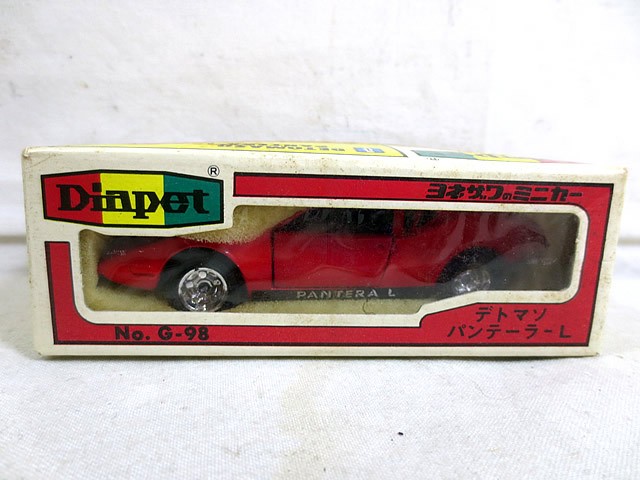 Dinpet ®
ヨネザワのミニカー
PANTERA L
No. G-98
デトマソ
パンテーラ-L